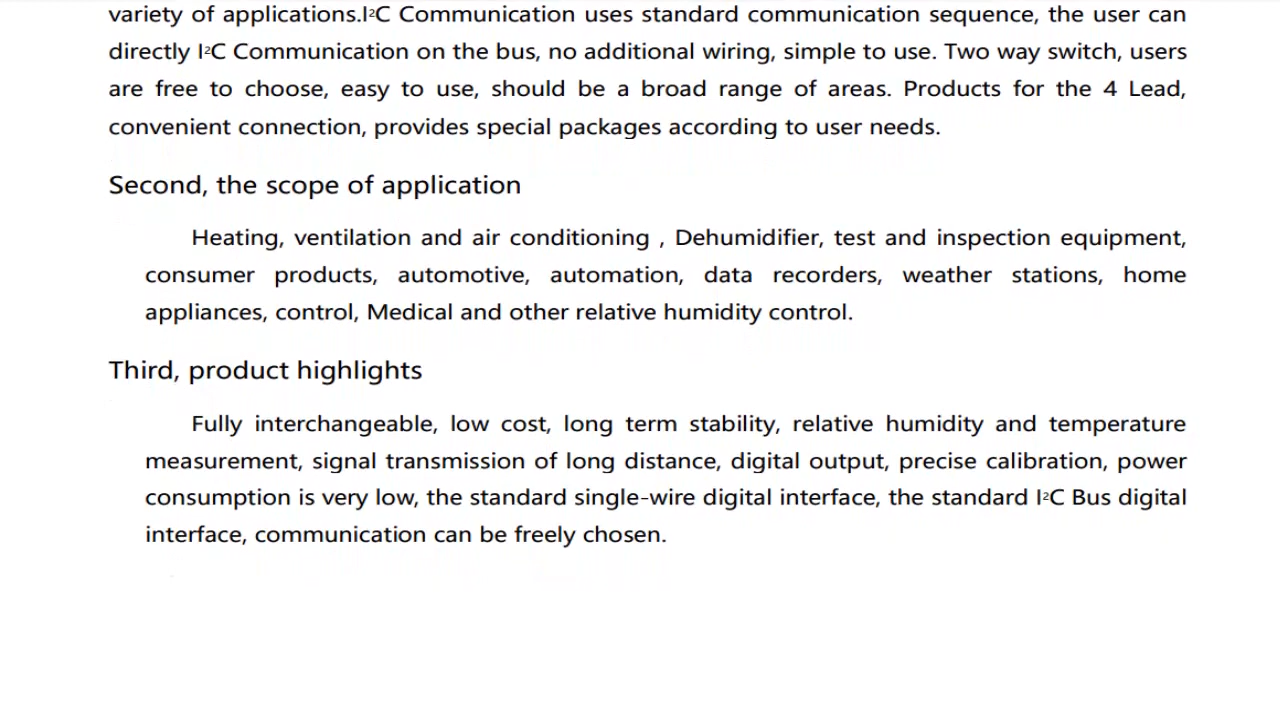 variety of applications.I²C Communication uses standard communication sequence, the user can
directly I²C Communication on the bus, no additional wiring, simple to use. Two way switch, users
are free to choose, easy to use, should be a broad range of areas. Products for the 4 Lead,
convenient connection, provides special packages according to user needs.
Second, the scope of application
Heating, ventilation and air conditioning , Dehumidifier, test and inspection equipment,
consumer products, automotive, automation, data recorders, weather stations, home
appliances, control, Medical and other relative humidity control.
Third, product highlights
Fully interchangeable, low cost, long term stability, relative humidity and temperature
measurement, signal transmission of long distance, digital output, precise calibration, power
consumption is very low, the standard single-wire digital interface, the standard I²C Bus digital
interface, communication can be freely chosen.